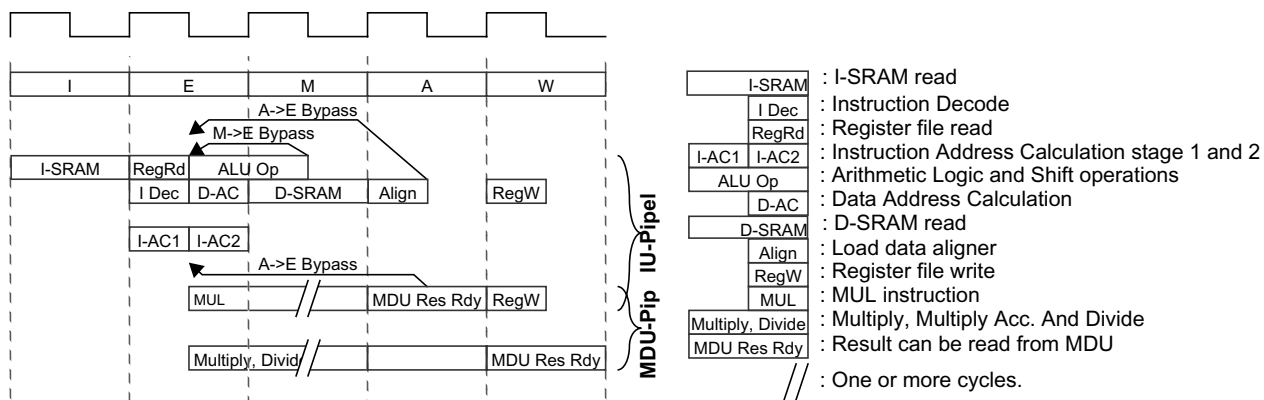 I E M A W
A->E Bypass
M->E Bypass
I-SRAM RegRd ALU Op
I Dec D-AC D-SRAM Align RegW
I-AC1 I-AC2
A->E Bypass
MUL MDU Res Rdy RegW
Multiply, Divid MDU Res Rdy
IU-Pipel
MDU-Pip
I-SRAM : I-SRAM read
I Dec : Instruction Decode
RegRd : Register file read
I-AC1 I-AC2 : Instruction Address Calculation stage 1 and 2
ALU Op : Arithmetic Logic and Shift operations
D-AC : Data Address Calculation
D-SRAM : D-SRAM read
Align : Load data aligner
RegW : Register file write
MUL : MUL instruction
Multiply, Divide : Multiply, Multiply Acc. And Divide
MDU Res Rdy : Result can be read from MDU
: One or more cycles.